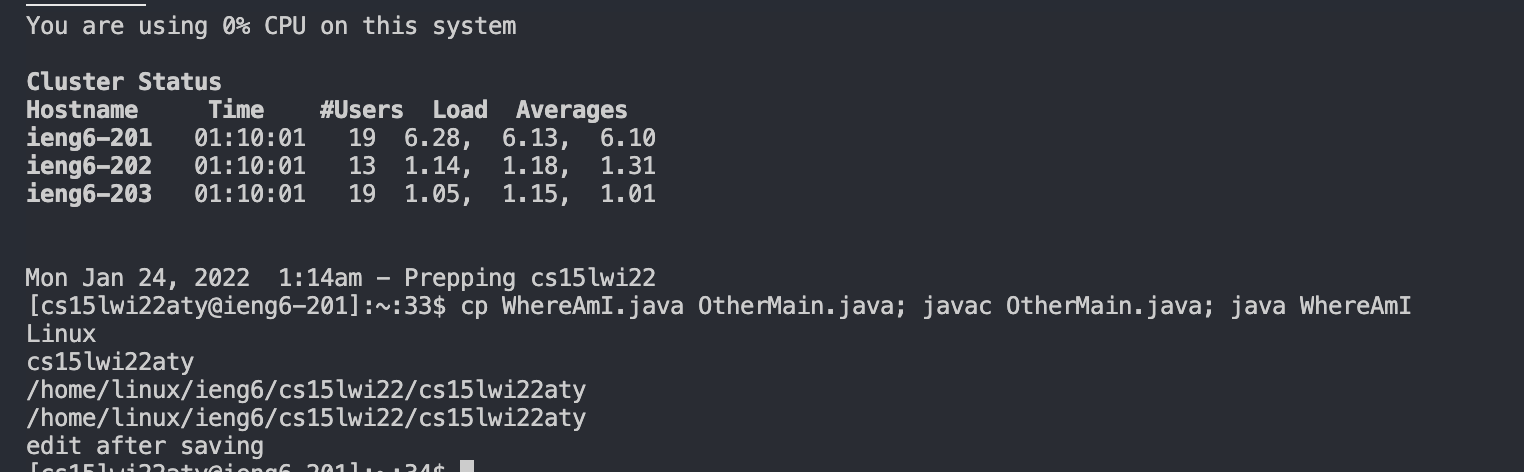 You are using 0% CPU on this system
Cluster Status
Hostname     Time    #Users  Load  Averages
ieng6-201   01:10:01   19  6.28,  6.13,  6.10
ieng6-202   01:10:01   13  1.14,  1.18,  1.31
ieng6-203   01:10:01   19  1.05,  1.15,  1.01
Mon Jan 24, 2022  1:14am - Prepping cs15lwi22
[cs15lwi22aty@ieng6-201]:~:33$ cp WhereAmI.java OtherMain.java; javac OtherMain.java; java WhereAmI
Linux
cs15lwi22aty
/home/linux/ieng6/cs15lwi22/cs15lwi22aty
/home/linux/ieng6/cs15lwi22/cs15lwi22aty
edit after saving
[cs15lwi22aty@ieng6-201]:~:34$